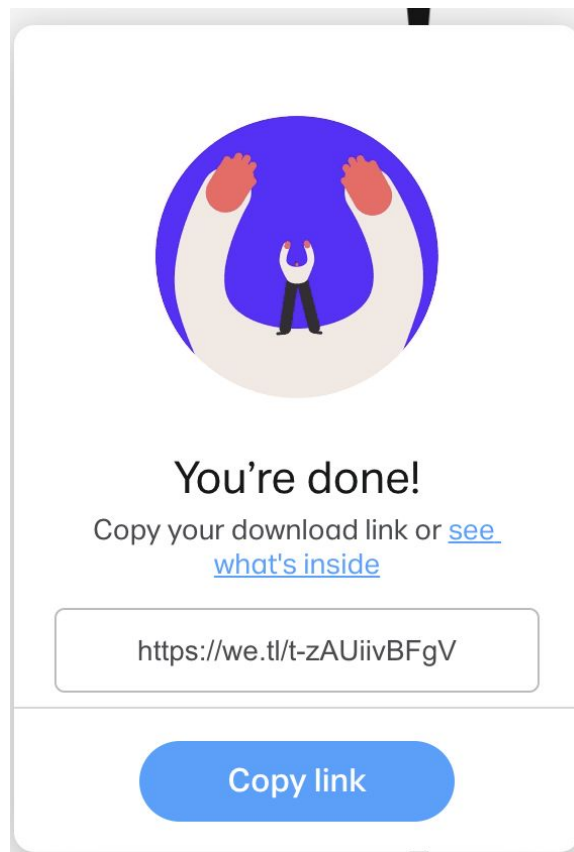 You’re done!
Copy your download link or see
what's inside
https://we.tl/t-zAUiivBFgV
Copy link